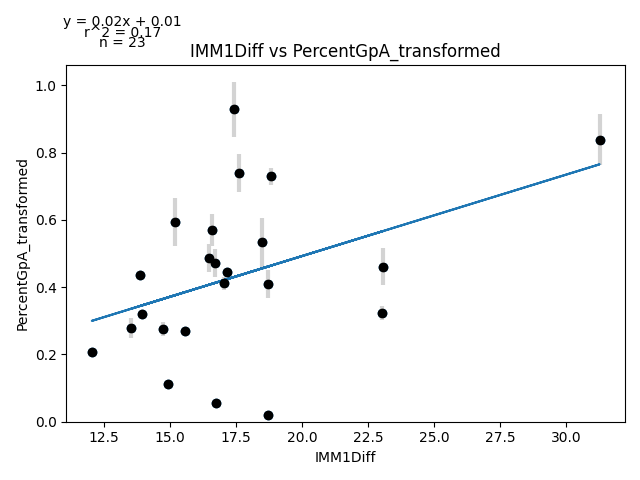 y = 0.02x + 0.01
r^2 = 0.17
n = 23
IMM1Diff vs PercentGpA_transformed
PercentGpA_transformed
1.0
0.8
0.6
0.4
0.2
0.0
12.5 15.0 17.5 20.0 22.5 25.0 27.5 30.0
IMM1Diff